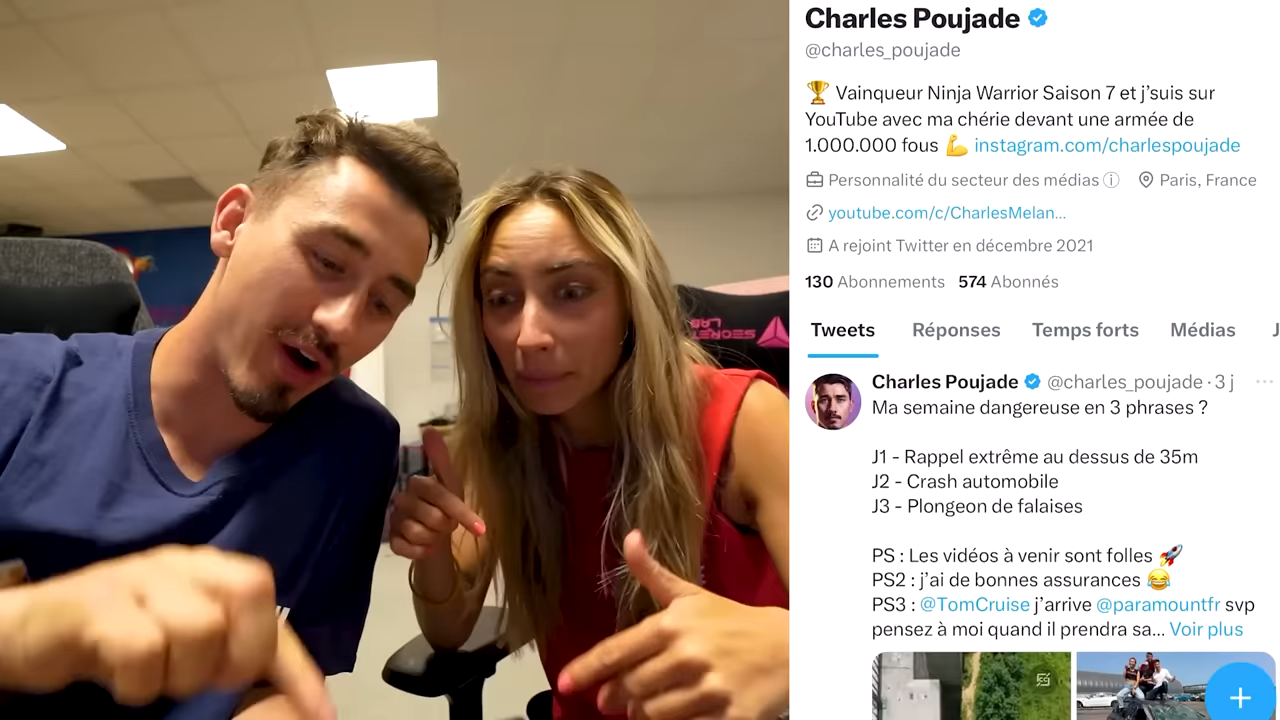 Charles Poujade
@charles_poujade
🏆 Vainqueur Ninja Warrior Saison 7 et j’suis sur
YouTube avec ma chérie devant une armée de
1.000.000 fous 💪 instagram.com/charlespoujade
Personnalité du secteur des médias ⓘ Paris, France
youtube.com/c/CharlesMelan...
A rejoint Twitter en décembre 2021
130 Abonnements 574 Abonnés
Tweets Réponses Temps forts Médias J
Charles Poujade @charles_poujade · 3 j ...
Ma semaine dangereuse en 3 phrases ?
J1 - Rappel extrême au dessus de 35m
J2 - Crash automobile
J3 - Plongeon de falaises
PS : Les vidéos à venir sont folles 🚀
PS2 : j’ai de bonnes assurances 😂
PS3 : @TomCruise j’arrive @paramountfr svp
pensez à moi quand il prendra sa... Voir plus
SECRET
LAB